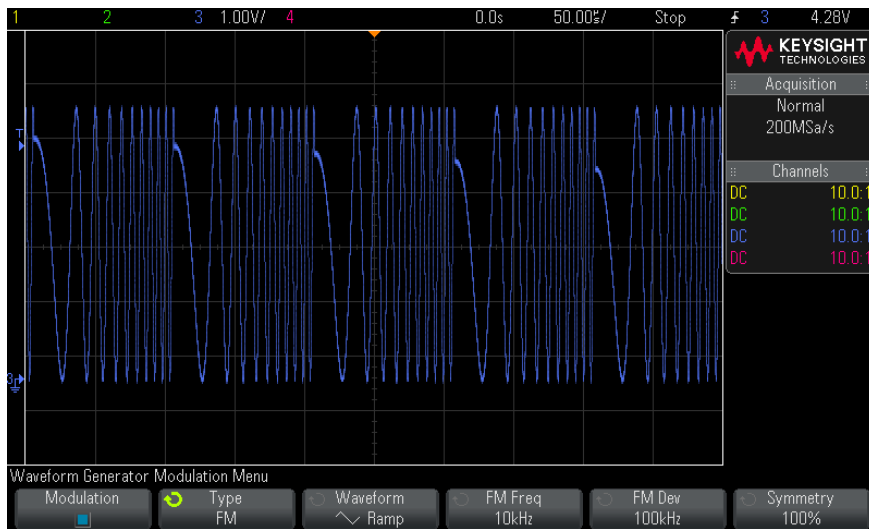 1 2 3 1.00V/ 4 0.0s 50.00㎲/ Stop 3 4.28V
KEYSIGHT
TECHNOLOGIES
Acquisition
Normal
200MSa/s
Channels
DC 10.0:1
DC 10.0:1
DC 10.0:1
DC 10.0:1
T
3
Waveform Generator Modulation Menu
Modulation
Type
FM
Waveform
Ramp
FM Freq
10kHz
FM Dev
100kHz
Symmetry
100%